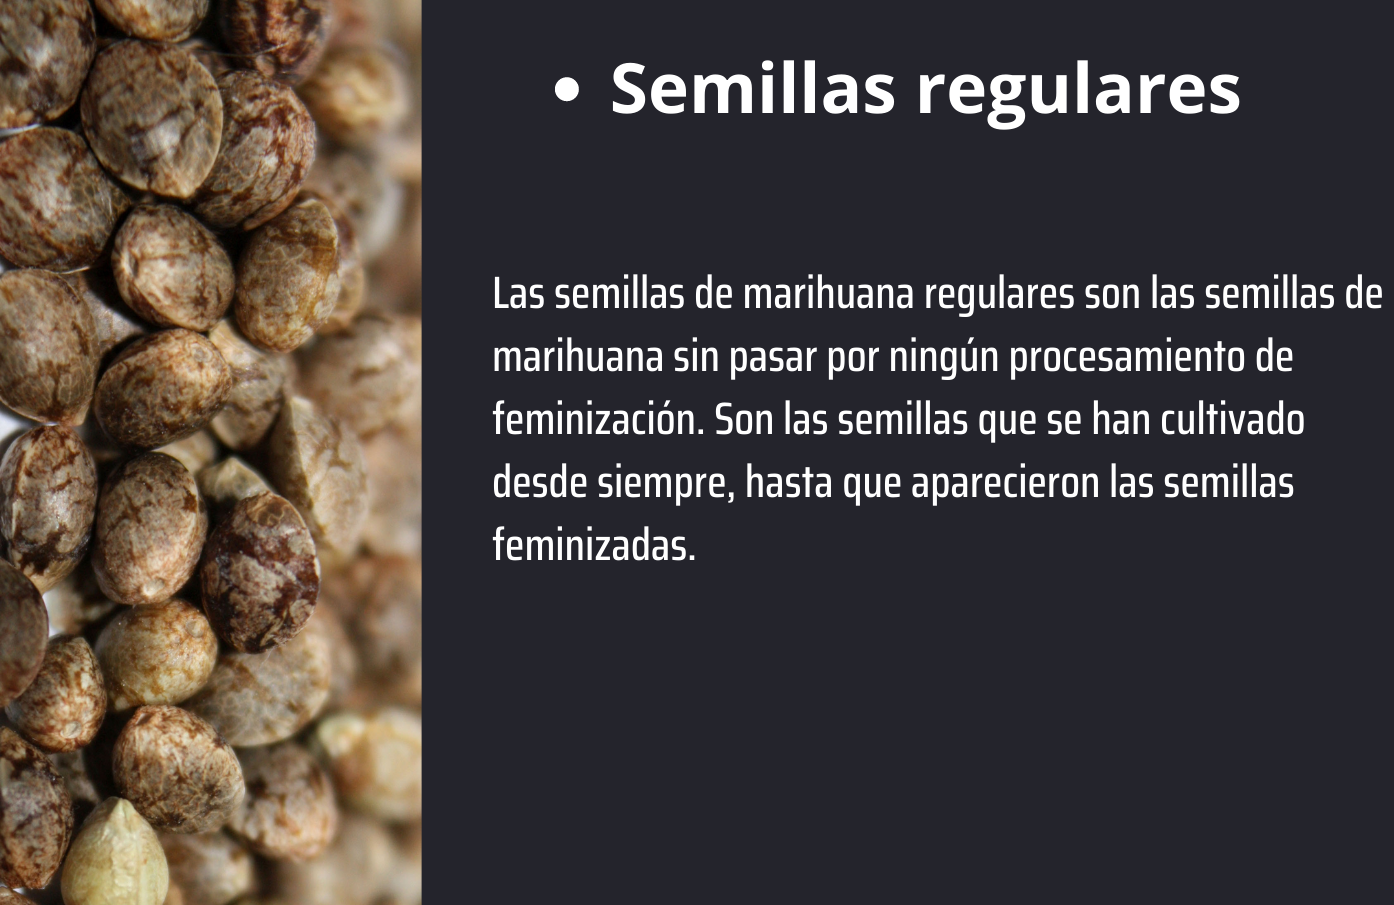 • Semillas regulares
Las semillas de marihuana regulares son las semillas de
marihuana sin pasar por ningún procesamiento de
feminización. Son las semillas que se han cultivado
desde siempre, hasta que aparecieron las semillas
feminizadas.